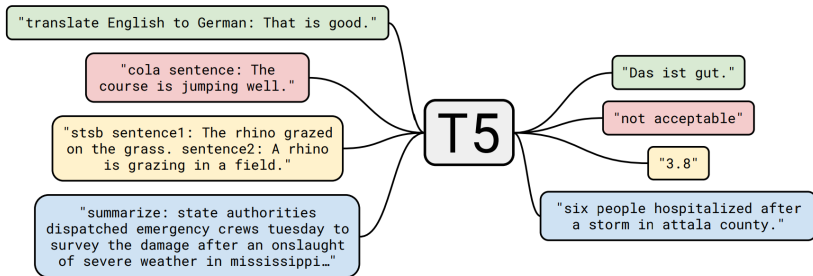 "translate English to German: That is good."
"cola sentence: The
course is jumping well."
"stsb sentence1: The rhino grazed
on the grass. sentence2: A rhino
is grazing in a field."
"summarize: state authorities
dispatched emergency crews tuesday to
survey the damage after an onslaught
of severe weather in mississippi…"
T5
"Das ist gut."
"not acceptable"
"3.8"
"six people hospitalized after
a storm in attala county."